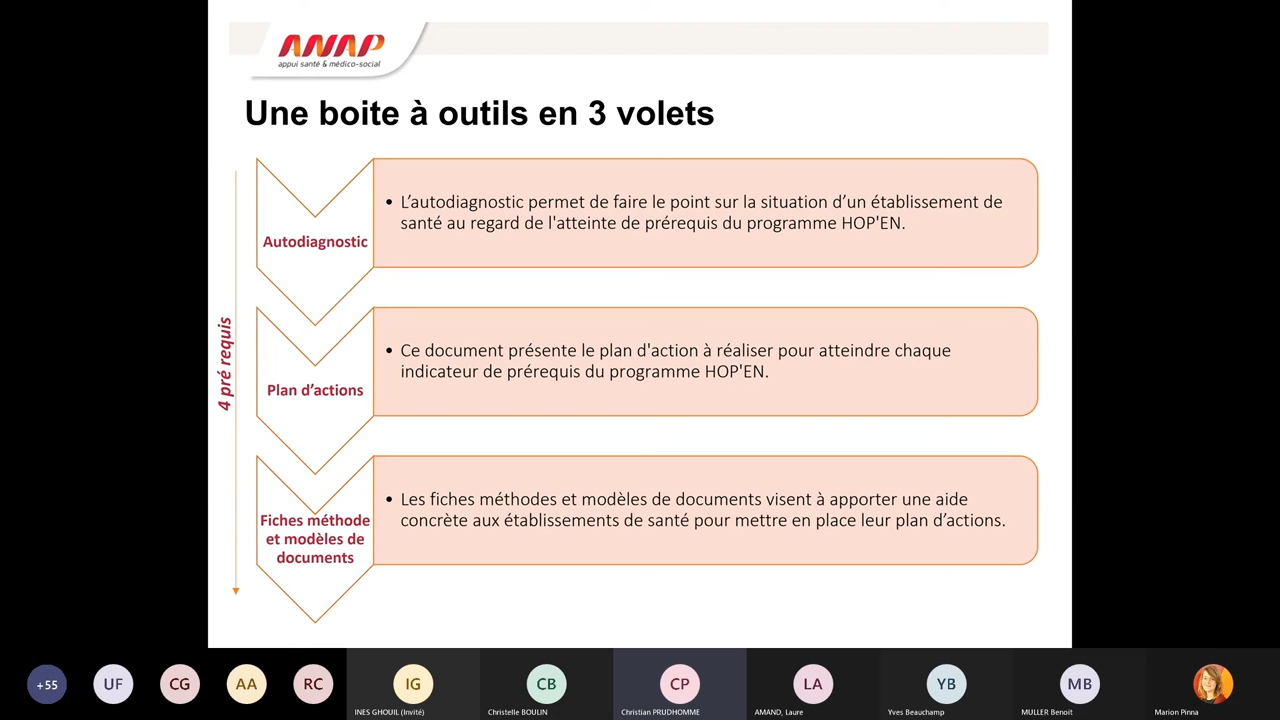 ANAP
appui santé & médico-social
Une boite à outils en 3 volets
4 pré requis
Autodiagnostic
• L’autodiagnostic permet de faire le point sur la situation d’un établissement de
santé au regard de l'atteinte de prérequis du programme HOP'EN.
Plan d’actions
• Ce document présente le plan d'action à réaliser pour atteindre chaque
indicateur de prérequis du programme HOP'EN.
Fiches méthode
et modèles de
documents
• Les fiches méthodes et modèles de documents visent à apporter une aide
concrète aux établissements de santé pour mettre en place leur plan d’actions.
+55
UF
CG
AA
RC
IG
INES GHOUIL (Invité)
CB
Christelle BOULIN
CP
Christian PRUDHOMME
LA
AMAND, Laure
YB
Yves Beauchamp
MB
MULLER Benoit
Marion Pinna